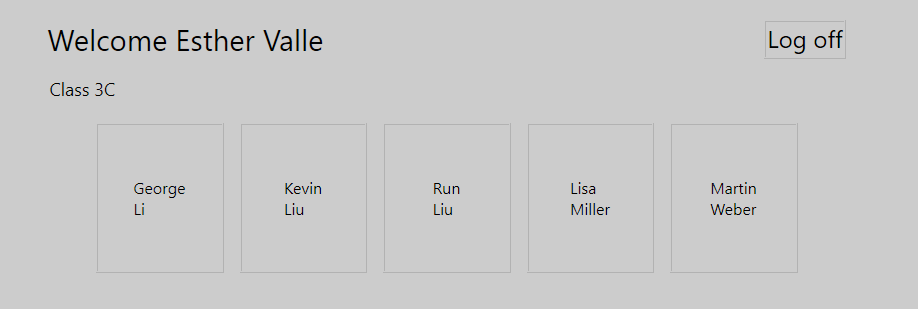 Welcome Esther Valle
Log off
Class 3C
George
Li
Kevin
Liu
Run
Liu
Lisa
Miller
Martin
Weber